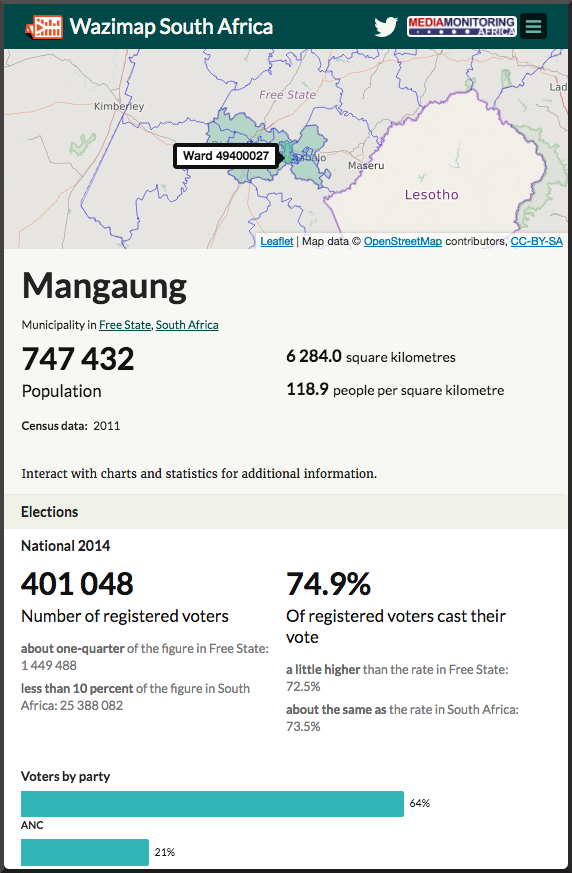 Wazimap South Africa
MEDIAMONITORING
AFRICA
Kimberley
Free State
Lad
Ward 49400027
Maseru
Lesotho
Leaflet | Map data © OpenStreetMap contributors, CC-BY-SA
Mangaung
Municipality in Free State, South Africa
747 432
Population
6 284.0 square kilometres
118.9 people per square kilometre
Census data: 2011
Interact with charts and statistics for additional information.
Elections
National 2014
401 048
Number of registered voters
about one-quarter of the figure in Free State:
1 449 488
less than 10 percent of the figure in South
Africa: 25 388 082
74.9%
Of registered voters cast their
vote
a little higher than the rate in Free State:
72.5%
about the same as the rate in South Africa:
73.5%
Voters by party
64%
ANC
21%